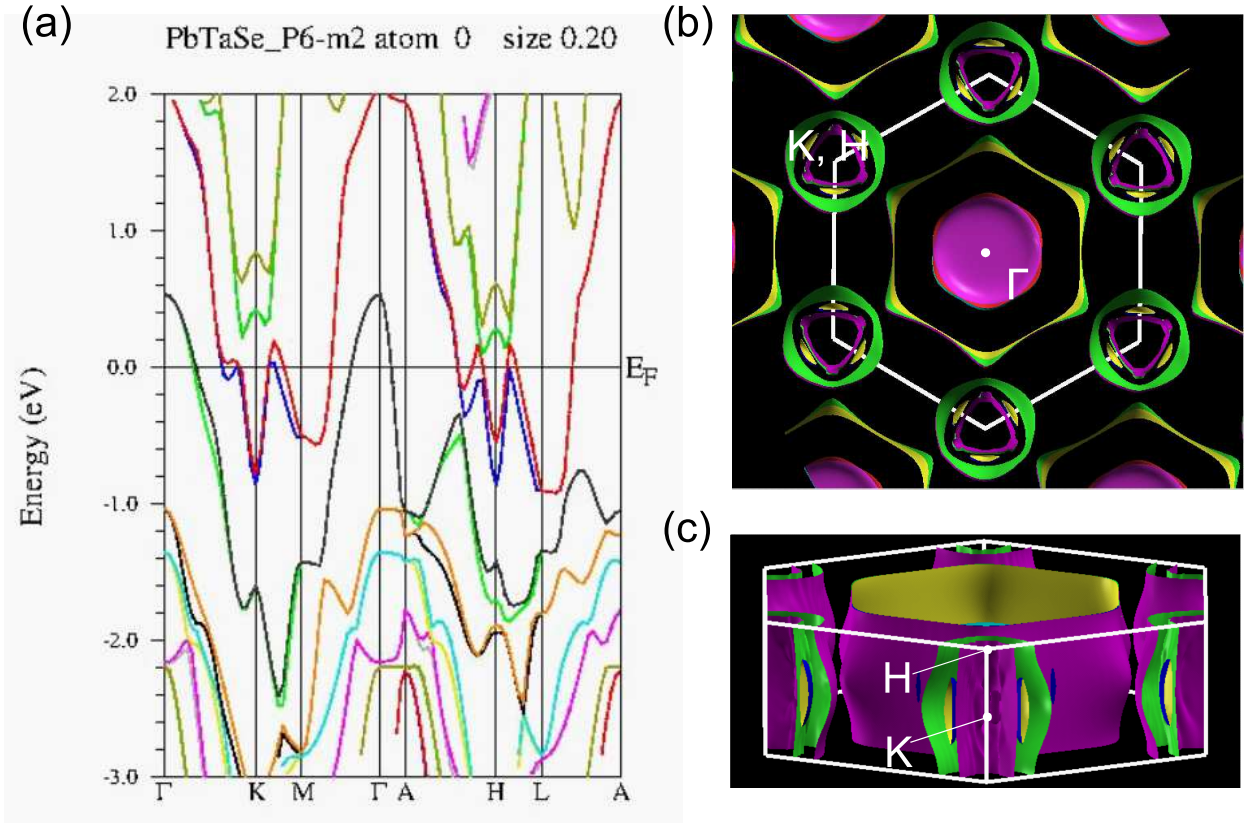 (a)
PbTaSe_P6-m2 atom 0 size 0.20
Energy (eV)
2.0
1.0
0.0
-1.0
-2.0
-3.0
E_F
Γ K M Γ A H L A
(b)
K, H
Γ
(c)
H
K